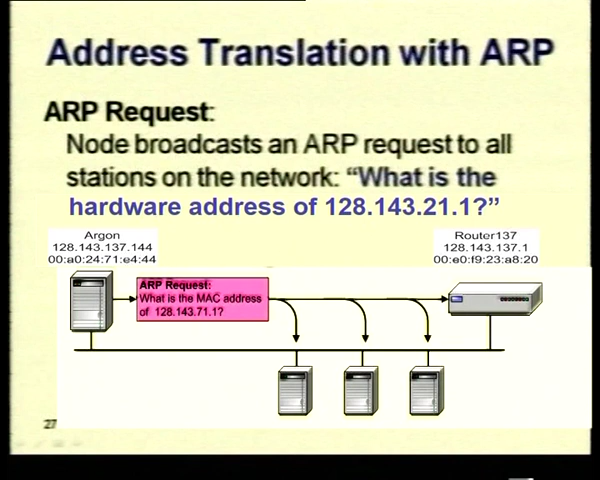 Address Translation with ARP
ARP Request:
Node broadcasts an ARP request to all
stations on the network: “What is the
hardware address of 128.143.21.1?”
Argon
128.143.137.144
00:a0:24:71:e4:44
Router137
128.143.137.1
00:e0:f9:23:a8:20
ARP Request:
What is the MAC address
of 128.143.71.1?
27